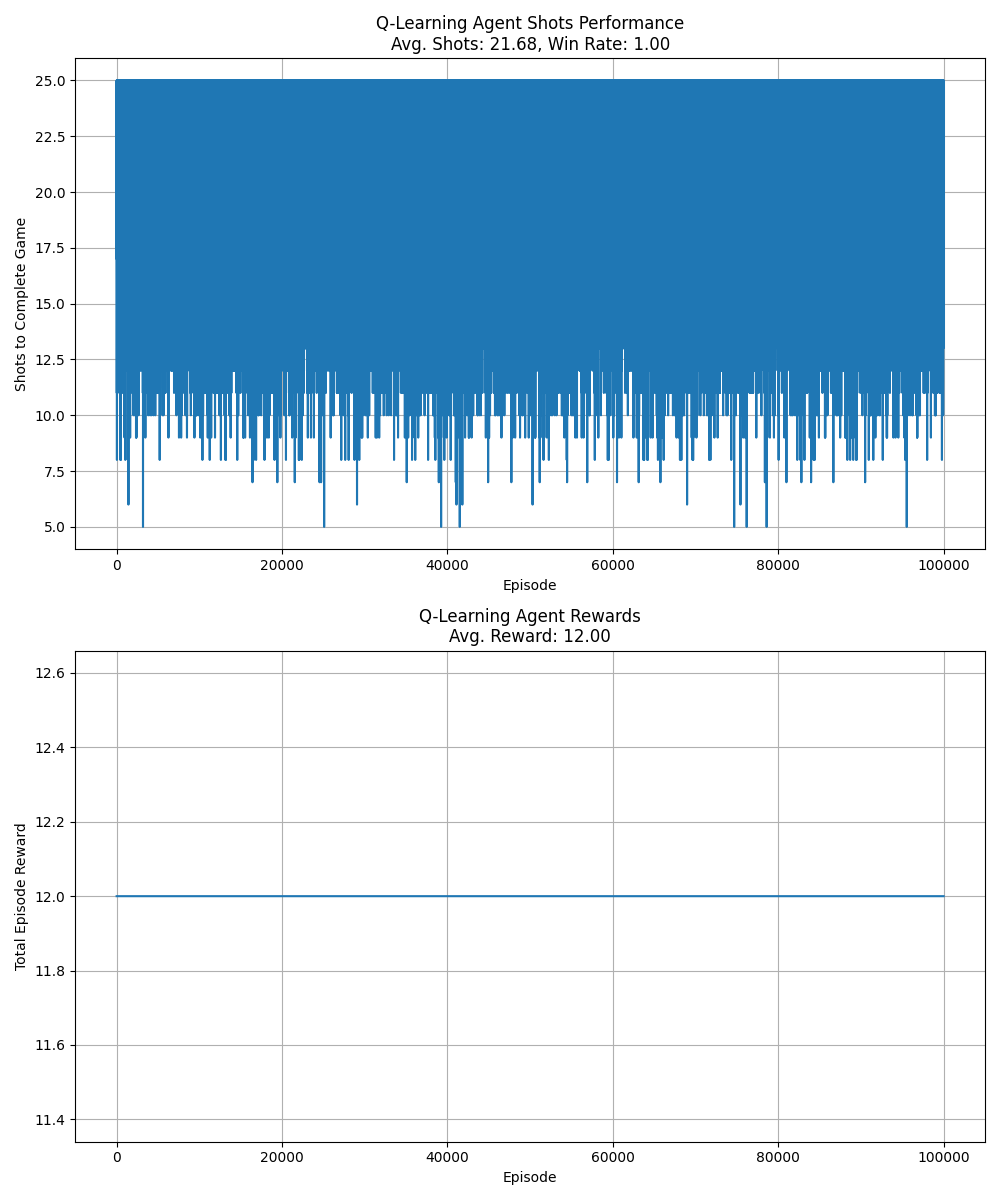 Q-Learning Agent Shots Performance
Avg. Shots: 21.68, Win Rate: 1.00
25.0
22.5
20.0
17.5
15.0
12.5
10.0
7.5
5.0
Shots to Complete Game
0 20000 40000 60000 80000 100000
Episode
Q-Learning Agent Rewards
Avg. Reward: 12.00
12.6
12.4
12.2
12.0
11.8
11.6
11.4
Total Episode Reward
0 20000 40000 60000 80000 100000
Episode